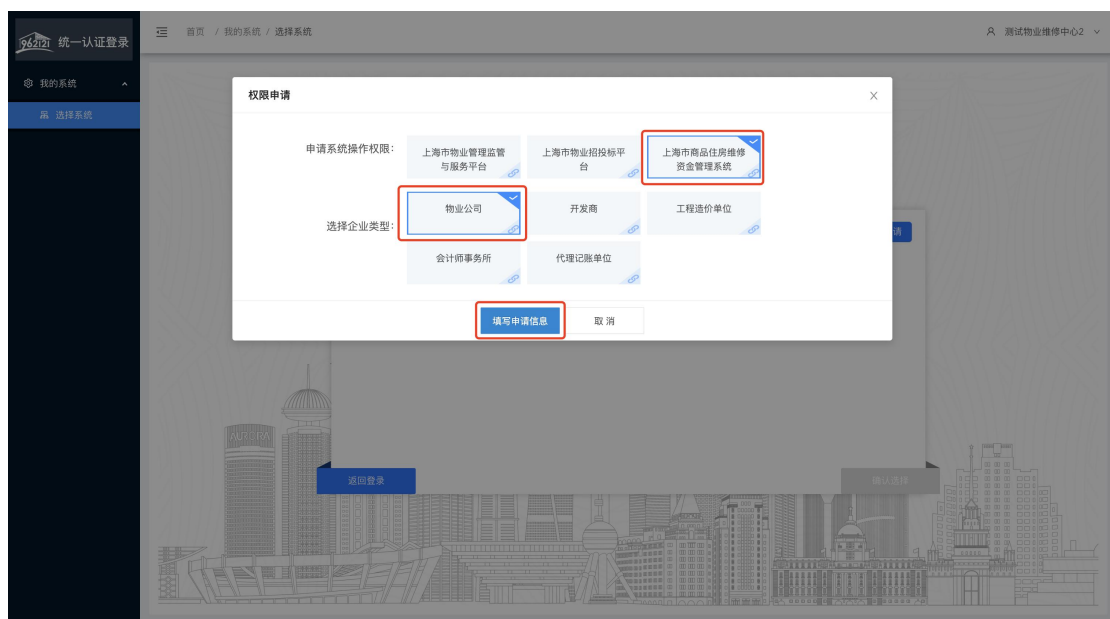 962121 统一认证登录
首页 / 我的系统 / 选择系统
测试物业维修中心2
我的系统
选择系统
权限申请
申请系统操作权限:
上海市物业管理监管
与服务平台
上海市物业招投标平
台
上海市商品住房维修
资金管理系统
选择企业类型:
物业公司
开发商
工程造价单位
会计师事务所
代理记账单位
请
填写申请信息
取 消
AURORA
返回登录
确认选择